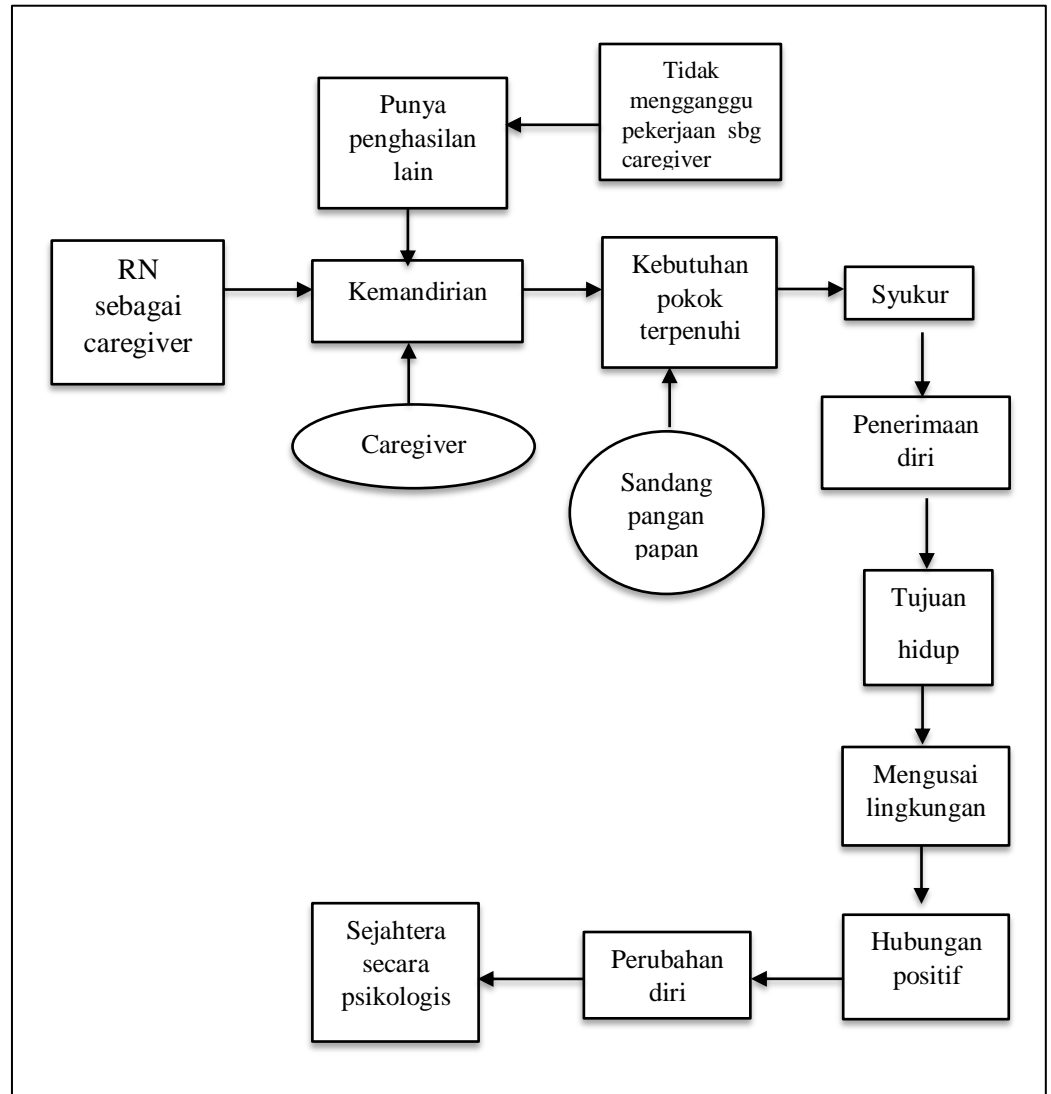 Tidak
mengganggu
pekerjaan sbg
caregiver
Punya
penghasilan
lain
RN
sebagai
caregiver
Kemandirian
Kebutuhan
pokok
terpenuhi
Syukur
Caregiver
Sandang
pangan
papan
Penerimaan
diri
Tujuan
hidup
Mengusai
lingkungan
Hubungan
positif
Perubahan
diri
Sejahtera
secara
psikologis